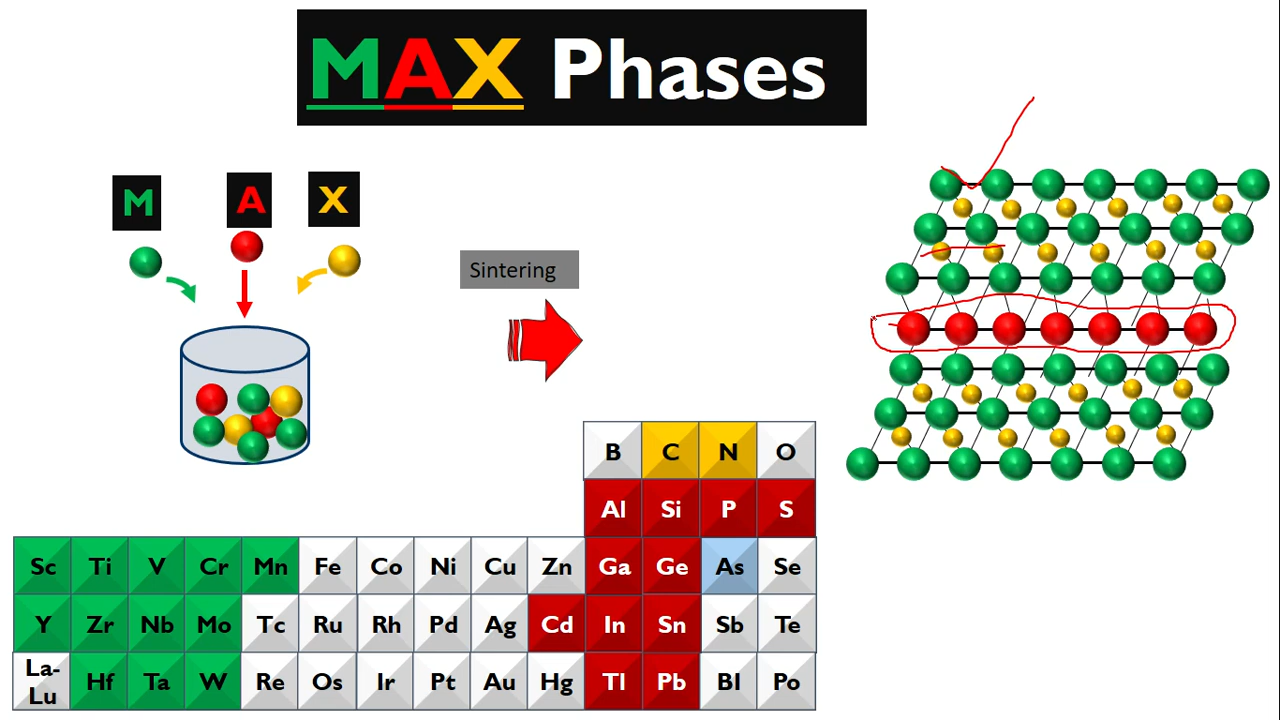 MAX Phases
M A X
Sintering
B C N O
Al Si P S
Sc Ti V Cr Mn Fe Co Ni Cu Zn Ga Ge As Se
Y Zr Nb Mo Tc Ru Rh Pd Ag Cd In Sn Sb Te
La-
Lu Hf Ta W Re Os Ir Pt Au Hg Tl Pb BI Po